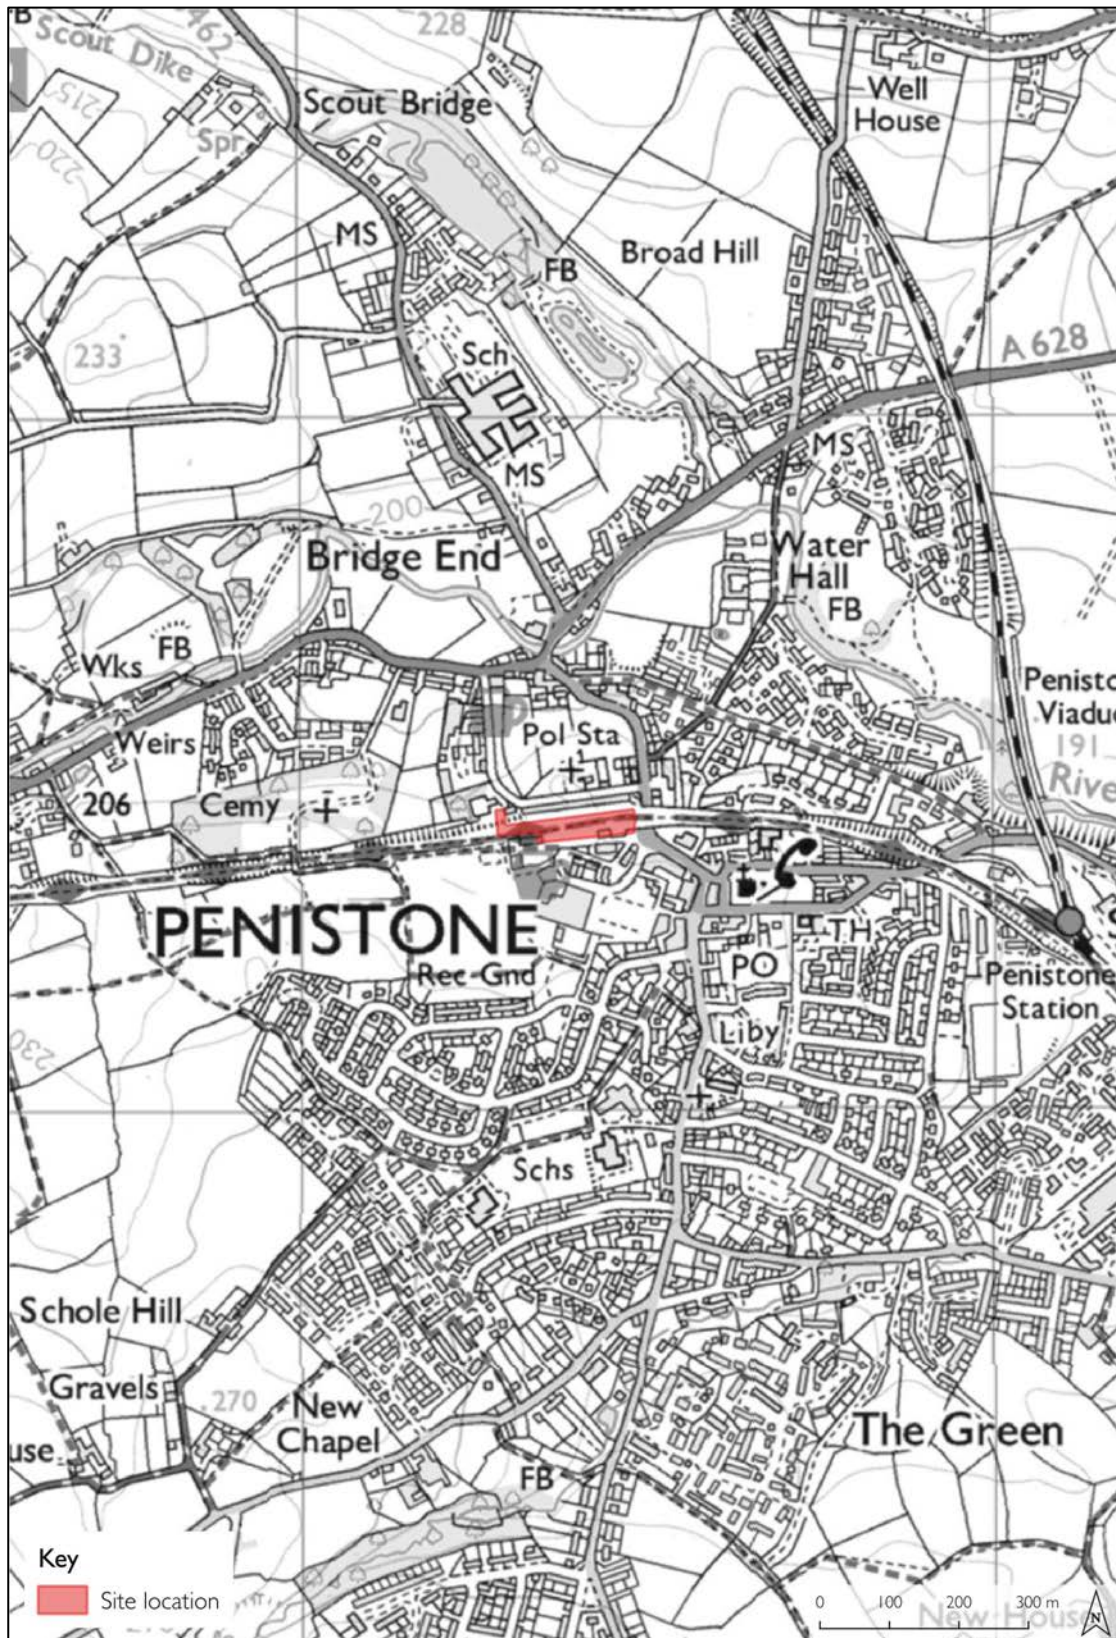 B
Scout Dike
462
228
215
Scout Bridge
Well
House
Spr
220
MS
Broad Hill
FB
233
Sch
A 628
MS
MS
200
Bridge End
Water
Hall
FB
FB
Wks
Penisto
Viadu
Weirs
Pol Sta
191
Rive
206
Cemy
PENISTONE
TH
Rec Gnd
PO
Penistone
Station
Liby
230
Schs
Schole Hill
Gravels
270
New
Chapel
The Green
use
FB
Key
Site location
0 100 200 300 m
New House
N